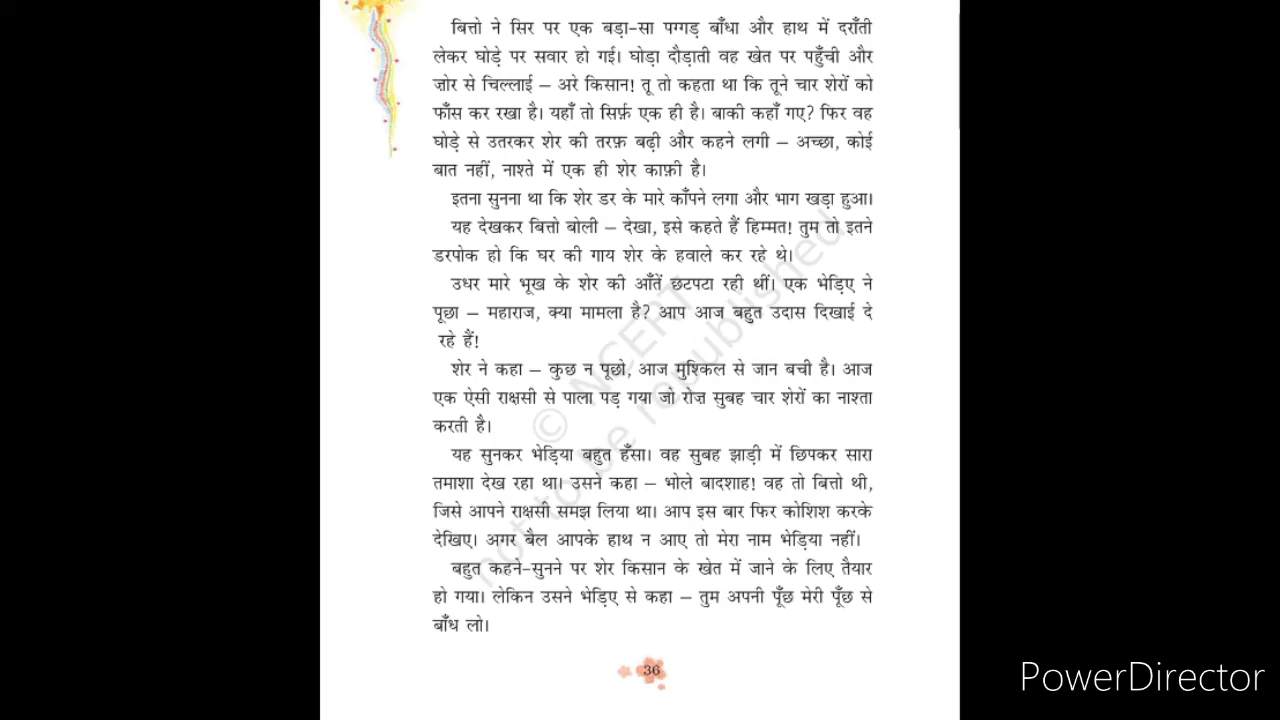 बित्तो ने सिर पर एक बड़ा-सा पग्गड़ बाँधा और हाथ में दराँती
लेकर घोड़े पर सवार हो गई। घोड़ा दौड़ाती वह खेत पर पहुँची और
ज़ोर से चिल्लाई – अरे किसान! तू तो कहता था कि तूने चार शेरों को
फाँस कर रखा है। यहाँ तो सिर्फ़ एक ही है। बाकी कहाँ गए? फिर वह
घोड़े से उतरकर शेर की तरफ़ बढ़ी और कहने लगी – अच्छा, कोई
बात नहीं, नाश्ते में एक ही शेर काफ़ी है।
इतना सुनना था कि शेर डर के मारे काँपने लगा और भाग खड़ा हुआ।
यह देखकर बित्तो बोली – देखा, इसे कहते हैं हिम्मत! तुम तो इतने
डरपोक हो कि घर की गाय शेर के हवाले कर रहे थे।
उधर मारे भूख के शेर की आँतें छटपटा रही थीं। एक भेड़िए ने
पूछा – महाराज, क्या मामला है? आप आज बहुत उदास दिखाई दे
रहे हैं!
शेर ने कहा – कुछ न पूछो, आज मुश्किल से जान बची है। आज
एक ऐसी राक्षसी से पाला पड़ गया जो रोज़ सुबह चार शेरों का नाश्ता
करती है।
यह सुनकर भेड़िया बहुत हँसा। वह सुबह झाड़ी में छिपकर सारा
तमाशा देख रहा था। उसने कहा – भोले बादशाह! वह तो बित्तो थी,
जिसे आपने राक्षसी समझ लिया था। आप इस बार फिर कोशिश करके
देखिए। अगर बैल आपके हाथ न आए तो मेरा नाम भेड़िया नहीं।
बहुत कहने-सुनने पर शेर किसान के खेत में जाने के लिए तैयार
हो गया। लेकिन उसने भेड़िए से कहा – तुम अपनी पूँछ मेरी पूँछ से
बाँध लो।
© NCERT
not to be republished
36
PowerDirector